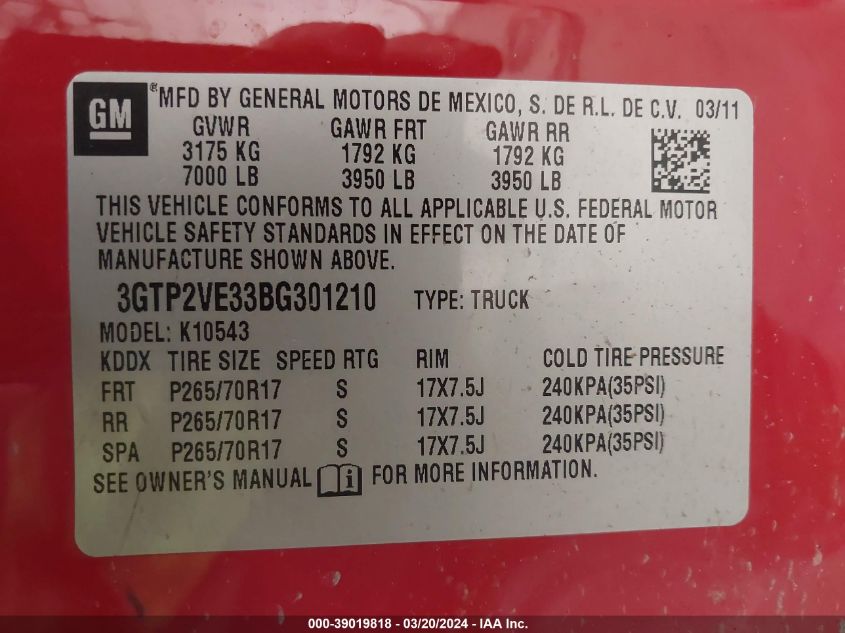 GM ® MFD BY GENERAL MOTORS DE MEXICO, S. DE R.L. DE C.V. 03/11
GVWR GAWR FRT GAWR RR
3175 KG 1792 KG 1792 KG
7000 LB 3950 LB 3950 LB
THIS VEHICLE CONFORMS TO ALL APPLICABLE U.S. FEDERAL MOTOR
VEHICLE SAFETY STANDARDS IN EFFECT ON THE DATE OF
MANUFACTURE SHOWN ABOVE.
3GTP2VE33BG301210 TYPE: TRUCK
MODEL: K10543
KDDX TIRE SIZE SPEED RTG RIM COLD TIRE PRESSURE
FRT P265/70R17 S 17X7.5J 240KPA(35PSI)
RR P265/70R17 S 17X7.5J 240KPA(35PSI)
SPA P265/70R17 S 17X7.5J 240KPA(35PSI)
SEE OWNER'S MANUAL i FOR MORE INFORMATION.
000-39019818 - 03/20/2024 - IAA Inc.